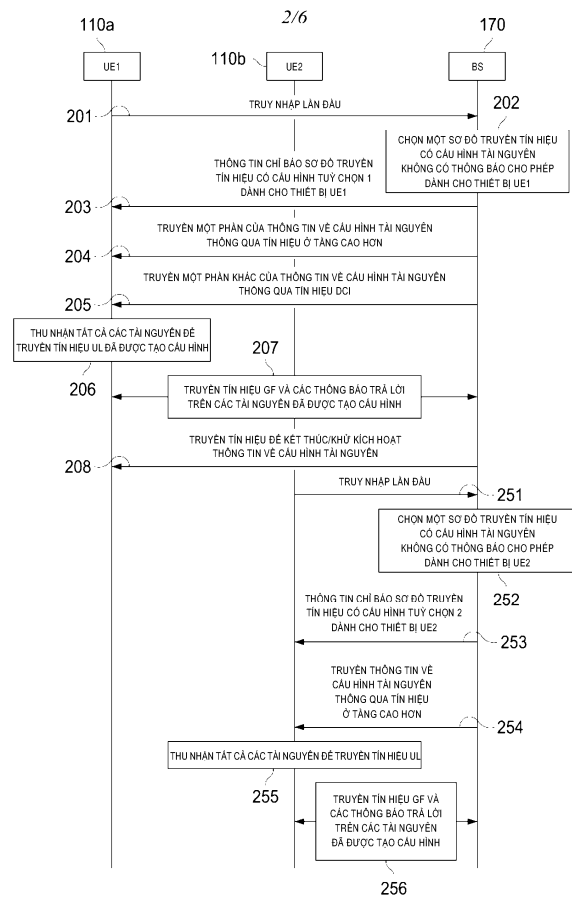 2/6
110a
110b
170
UE1
UE2
BS
TRUY NHẬP LẦN ĐẦU
201
202
CHỌN MỘT SƠ ĐỒ TRUYỀN TÍN HIỆU
CÓ CẤU HÌNH TÀI NGUYÊN
KHÔNG CÓ THÔNG BÁO CHO PHÉP
DÀNH CHO THIẾT BỊ UE1
THÔNG TIN CHỈ BÁO SƠ ĐỒ TRUYỀN
TÍN HIỆU CÓ CẤU HÌNH TUỲ CHỌN 1
DÀNH CHO THIẾT BỊ UE1
203
TRUYỀN MỘT PHẦN CỦA THÔNG TIN VỀ CẤU HÌNH TÀI NGUYÊN
THÔNG QUA TÍN HIỆU Ở TẦNG CAO HƠN
204
TRUYỀN MỘT PHẦN KHÁC CỦA THÔNG TIN VỀ CẤU HÌNH TÀI NGUYÊN
THÔNG QUA TÍN HIỆU DCI
205
THU NHẬN TẤT CẢ CÁC TÀI NGUYÊN ĐỂ
TRUYỀN TÍN HIỆU UL ĐÃ ĐƯỢC TẠO CẤU HÌNH
206
207
TRUYỀN TÍN HIỆU GF VÀ CÁC THÔNG BÁO TRẢ LỜI
TRÊN CÁC TÀI NGUYÊN ĐÃ ĐƯỢC TẠO CẤU HÌNH
TRUYỀN TÍN HIỆU ĐỂ KẾT THÚC/KHỬ KÍCH HOẠT
THÔNG TIN VỀ CẤU HÌNH TÀI NGUYÊN
208
TRUY NHẬP LẦN ĐẦU
251
CHỌN MỘT SƠ ĐỒ TRUYỀN TÍN HIỆU
CÓ CẤU HÌNH TÀI NGUYÊN
KHÔNG CÓ THÔNG BÁO CHO PHÉP
DÀNH CHO THIẾT BỊ UE2
252
THÔNG TIN CHỈ BÁO SƠ ĐỒ TRUYỀN
TÍN HIỆU CÓ CẤU HÌNH TUỲ CHỌN 2
DÀNH CHO THIẾT BỊ UE2
253
TRUYỀN THÔNG TIN VỀ
CẤU HÌNH TÀI NGUYÊN
THÔNG QUA TÍN HIỆU
Ở TẦNG CAO HƠN
254
THU NHẬN TẤT CẢ CÁC TÀI NGUYÊN ĐỂ TRUYỀN TÍN HIỆU UL
255
TRUYỀN TÍN HIỆU GF VÀ
CÁC THÔNG BÁO TRẢ LỜI
TRÊN CÁC TÀI NGUYÊN
ĐÃ ĐƯỢC TẠO CẤU HÌNH
256